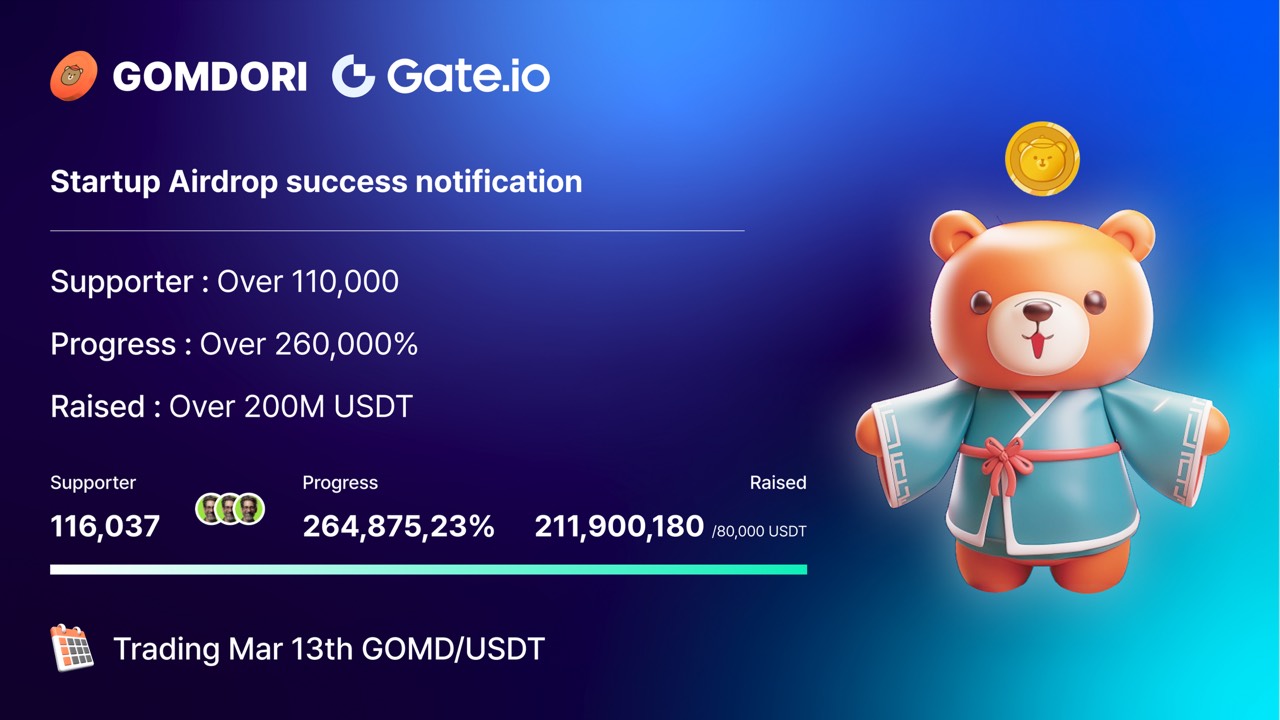 GOMDORI Gate.io
Startup Airdrop success notification
Supporter : Over 110,000
Progress : Over 260,000%
Raised : Over 200M USDT
Supporter Progress Raised
116,037 264,875,23% 211,900,180 /80,000 USDT
Trading Mar 13th GOMD/USDT